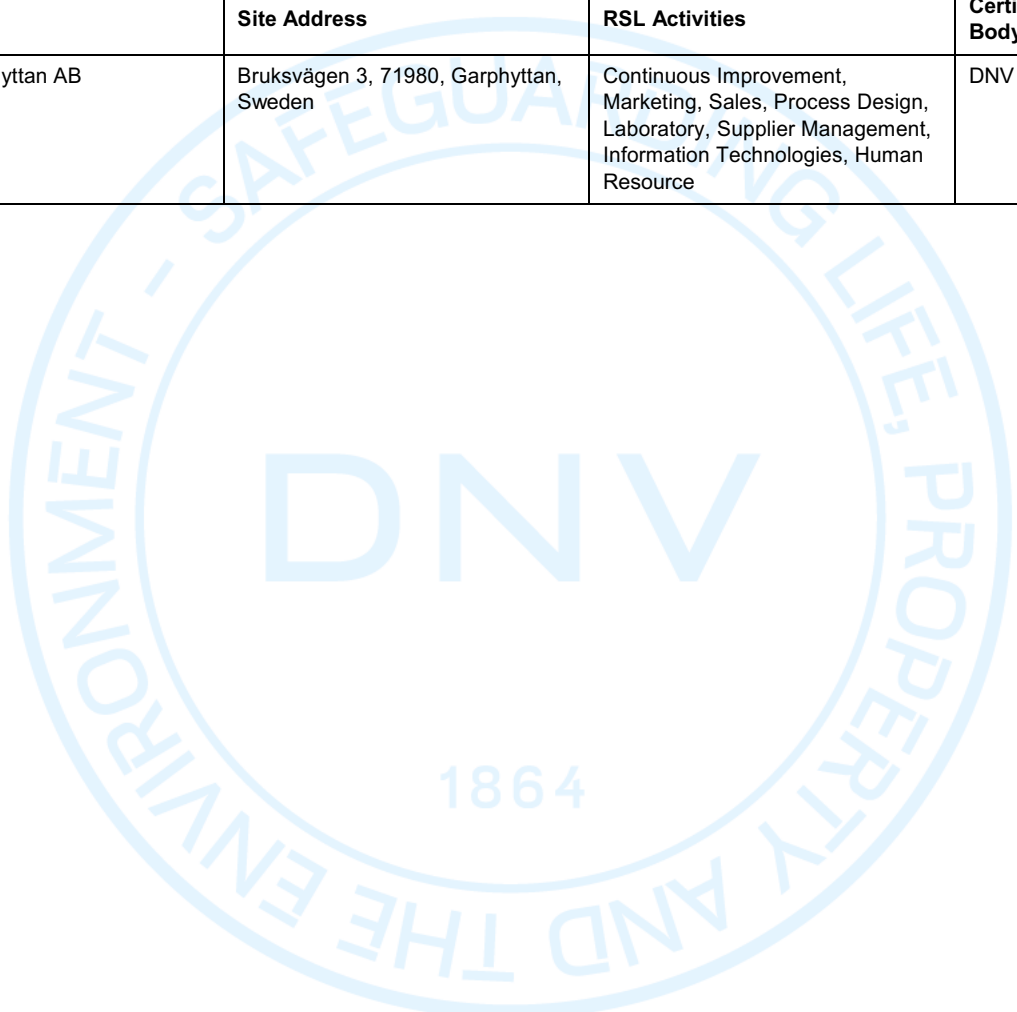 Site Address
RSL Activities
Body
yttan AB
Bruksvägen 3, 71980, Garphyttan,
Sweden
Continuous Improvement,
Marketing, Sales, Process Design,
Laboratory, Supplier Management,
Information Technologies, Human
Resource
DNV
SAFEGUARDING LIFE, PROPERTY AND THE ENVIRONMENT -
DNV
1864